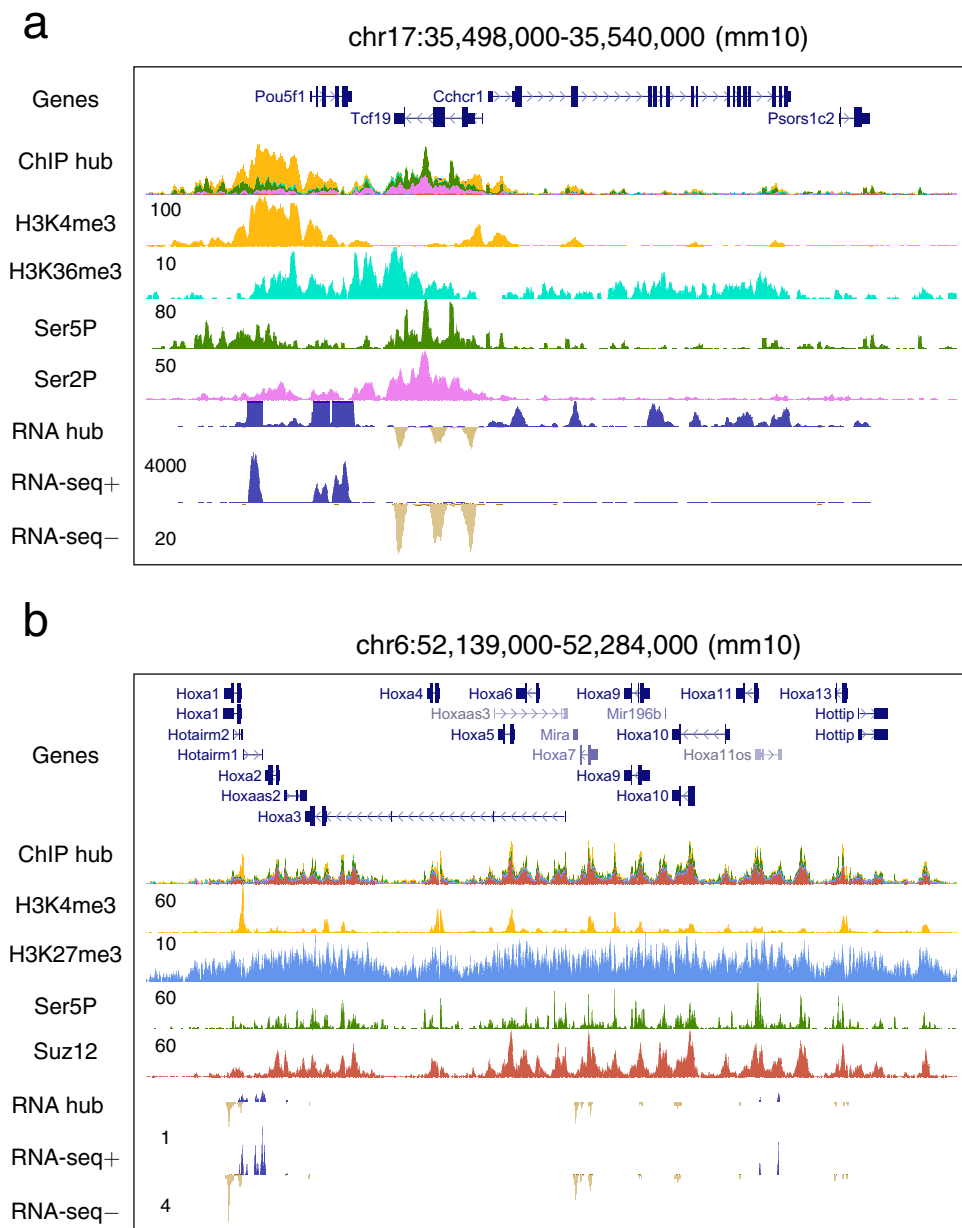 a
chr17:35,498,000-35,540,000 (mm10)
Genes
Pou5f1
Cchcr1
Tcf19
Psors1c2
ChIP hub
H3K4me3
100
H3K36me3
10
Ser5P
80
Ser2P
50
RNA hub
RNA-seq+
4000
RNA-seq−
20
b
chr6:52,139,000-52,284,000 (mm10)
Genes
Hoxa1 Hoxa4 Hoxa6 Hoxa9 Hoxa11 Hoxa13
Hoxa1 Hoxaas3 Mir196b Hottip
Hotairm2 Hoxa5 Mira Hoxa10 Hottip
Hotairm1 Hoxa7 Hoxa11os
Hoxa2 Hoxa9
Hoxaas2 Hoxa10
Hoxa3
ChIP hub
H3K4me3
60
H3K27me3
10
Ser5P
60
Suz12
60
RNA hub
RNA-seq+
1
RNA-seq−
4